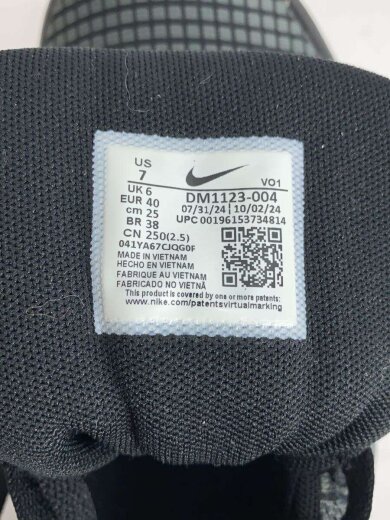 US
7
VO1
UK 6
DM1123-004
EUR 40
07/31/24 10/02/24
cm 25
UPC 00196153734814
BR 38
CN 250(2.5)
041YA67CJQG0F
MADE IN VIETNAM
HECHO EN VIETNAM
FABRIQUE AU VIETNAM
FABRICADO NO VIETNÃ
This product is covered by one or more patents:
www.nike.com/patentsvirtualmarking